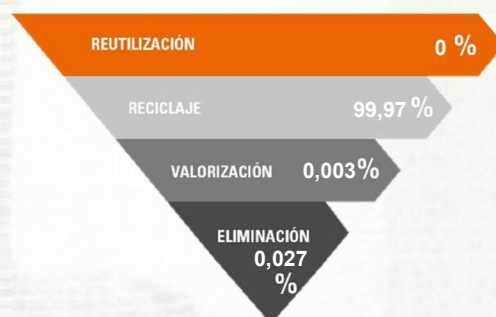 REUTILIZACIÓN 0 %
RECICLAJE 99,97 %
VALORIZACIÓN 0,003%
ELIMINACIÓN
0,027
%